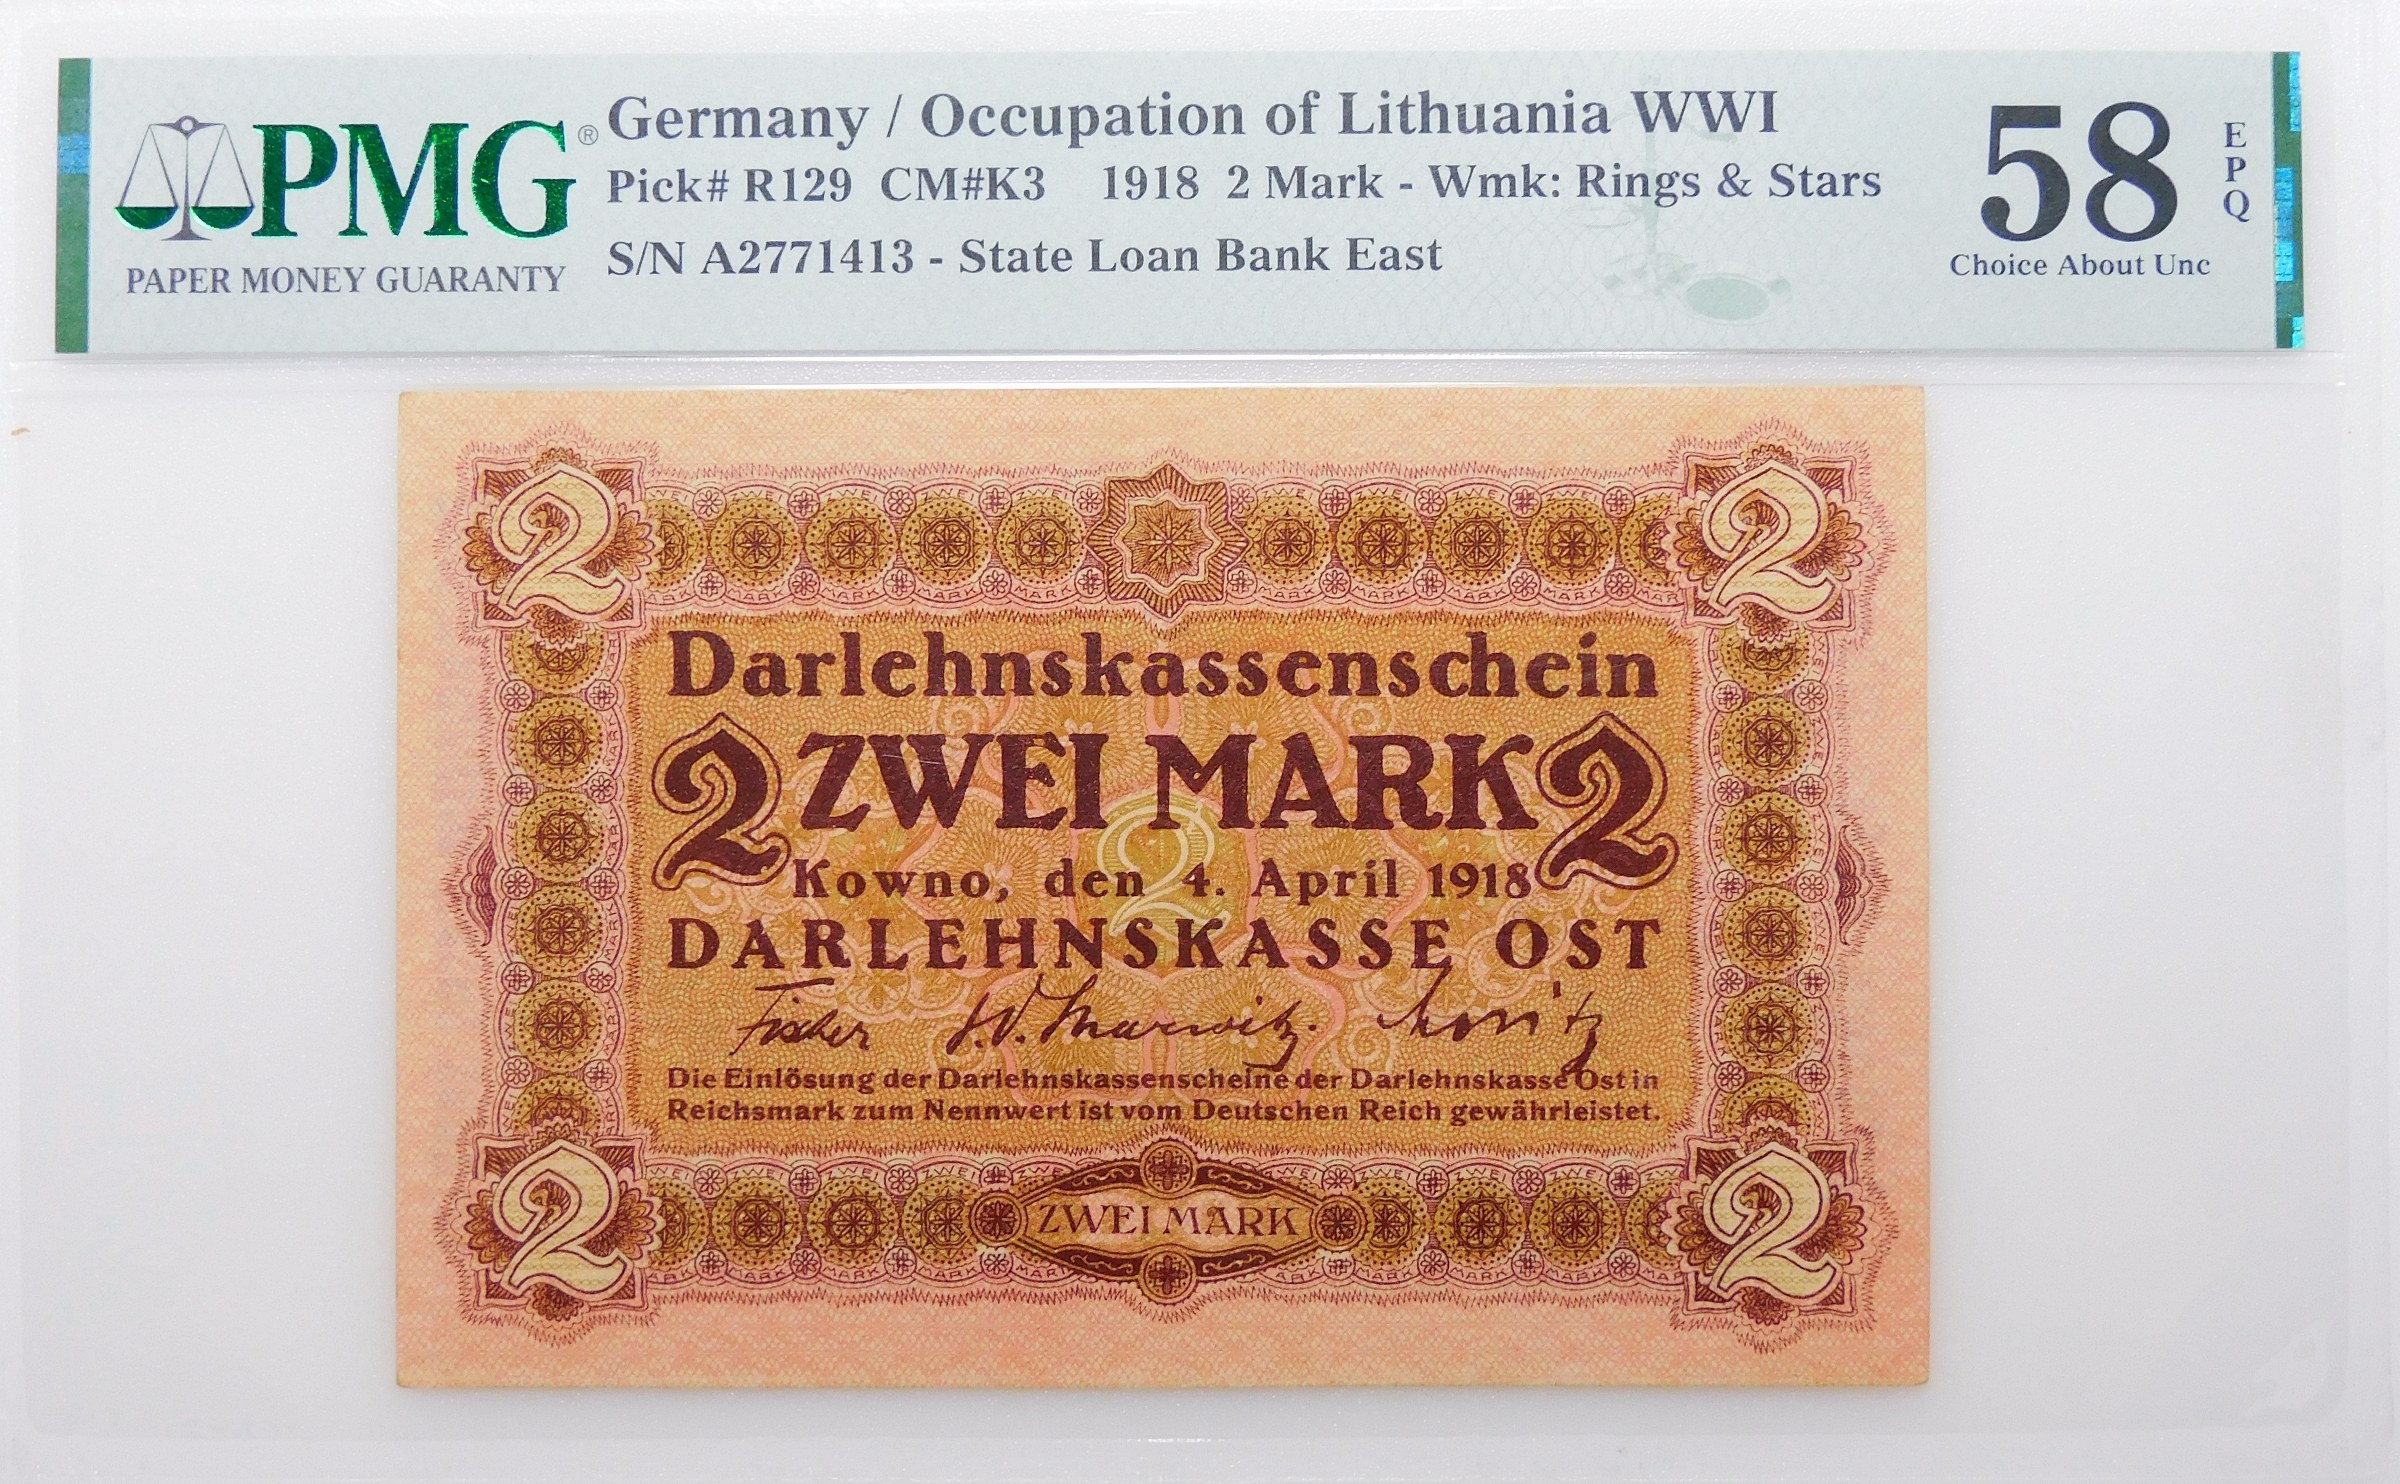 PMG®
PAPER MONEY GUARANTY
Germany / Occupation of Lithuania WWI
Pick# R129 CM#K3 1918 2 Mark - Wmk: Rings & Stars
S/N A2771413 - State Loan Bank East
58
EPQ
Choice About Unc
2 2
Darlehnskassenschein
2 ZWEI MARK 2
2
Kowno, den 4. April 1918
DARLEHNSKASSE OST
Fischer
Die Einlösung der Darlehnskassenscheine der Darlehnskasse Ost in
Reichsmark zum Nennwert ist vom Deutschen Reich gewährleistet.
2 ZWEI MARK 2